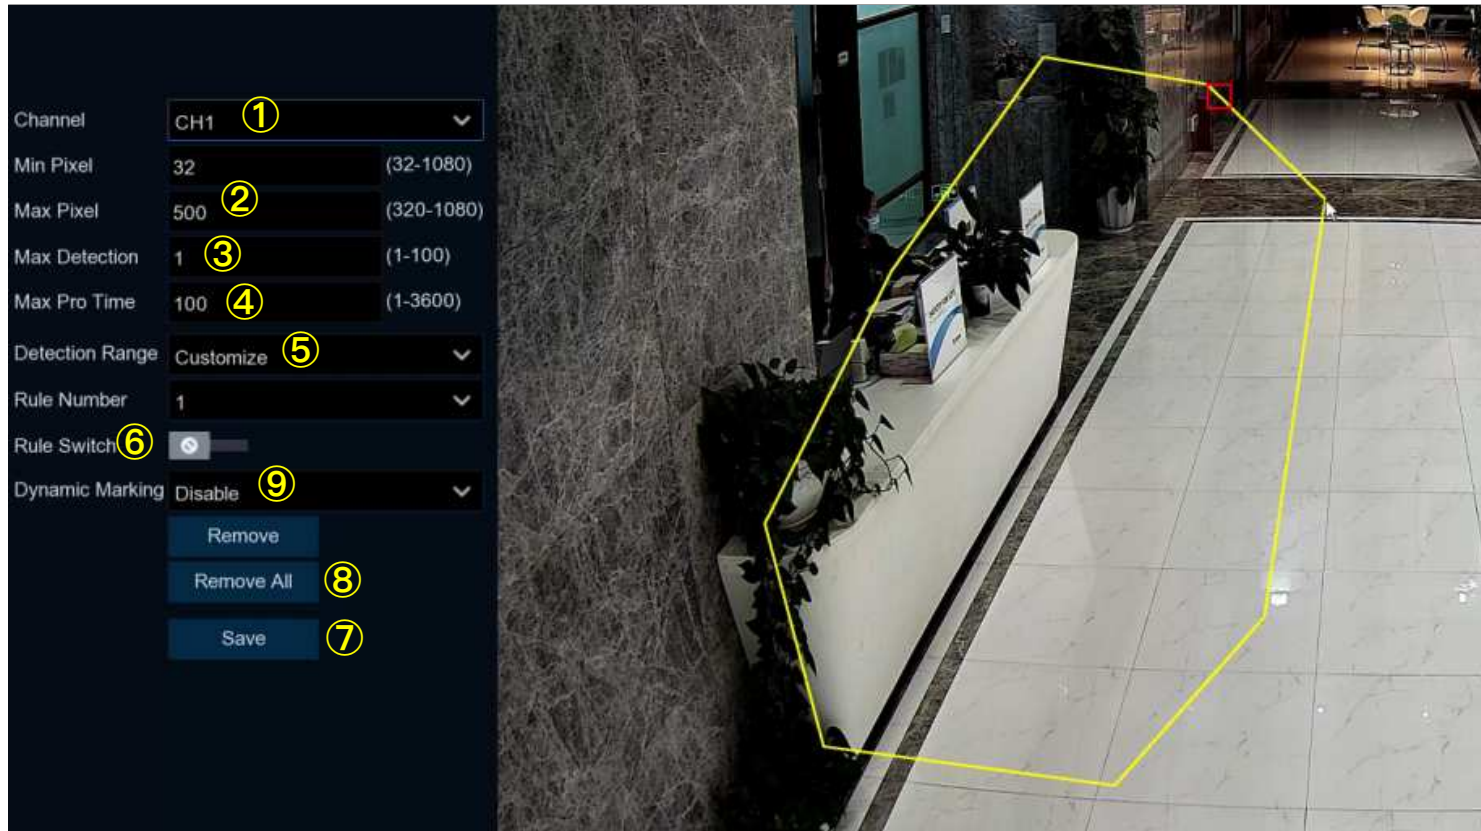 Channel CH1 ①
Min Pixel 32 (32-1080)
Max Pixel 500 ② (320-1080)
Max Detection 1 ③ (1-100)
Max Pro Time 100 ④ (1-3600)
Detection Range Customize ⑤
Rule Number 1
Rule Switch ⑥
Dynamic Marking Disable ⑨
Remove
Remove All ⑧
Save ⑦